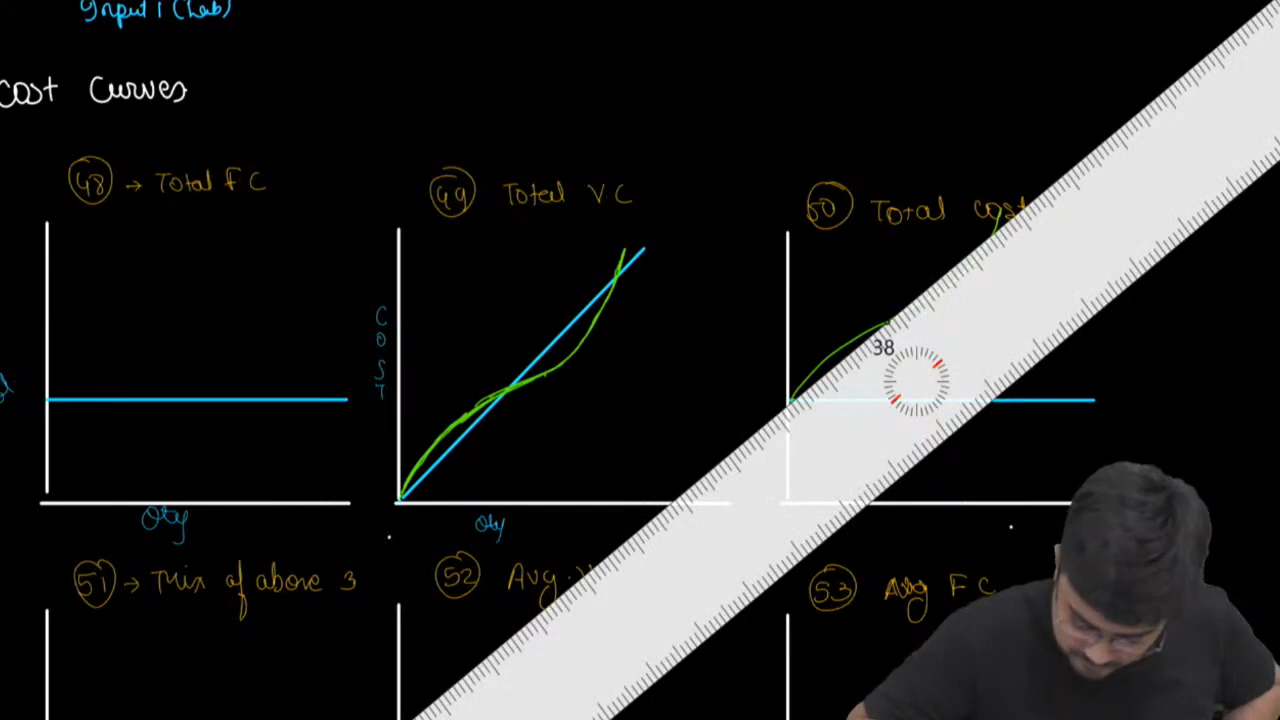 Input 1 (Lab)
Cost Curves
48 → Total FC
49 Total VC
50 Total cost
COST
38
Qty
Qty
51 → Mix of above 3
52 Avg.
53 Avg FC